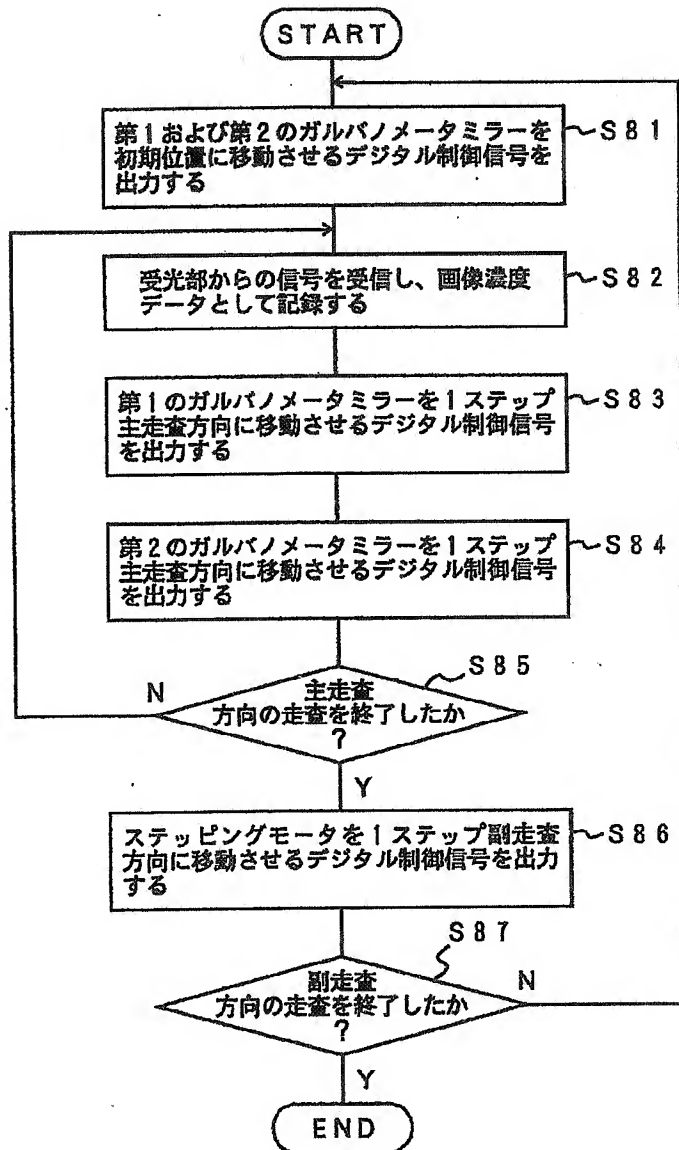 START
第1および第2のガルバノメータミラーを
初期位置に移動させるデジタル制御信号を
出力する
S81
受光部からの信号を受信し、画像濃度
データとして記録する
S82
第1のガルバノメータミラーを1ステップ
主走査方向に移動させるデジタル制御信号
を出力する
S83
第2のガルバノメータミラーを1ステップ
主走査方向に移動させるデジタル制御信号
を出力する
S84
S85
主走査
方向の走査を終了したか
?
N
Y
ステッピングモータを1ステップ副走査
方向に移動させるデジタル制御信号を出力
する
S86
S87
副走査
方向の走査を終了したか
?
N
Y
END